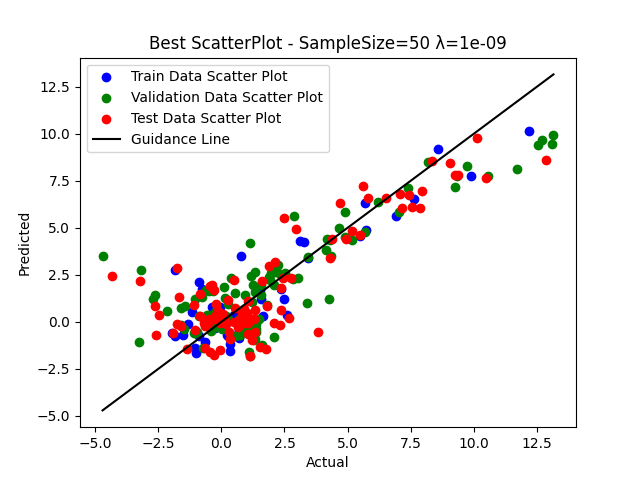 Best ScatterPlot - SampleSize=50 λ=1e-09
Train Data Scatter Plot
Validation Data Scatter Plot
Test Data Scatter Plot
Guidance Line
12.5
10.0
7.5
5.0
2.5
0.0
−2.5
−5.0
Predicted
−5.0 −2.5 0.0 2.5 5.0 7.5 10.0 12.5
Actual